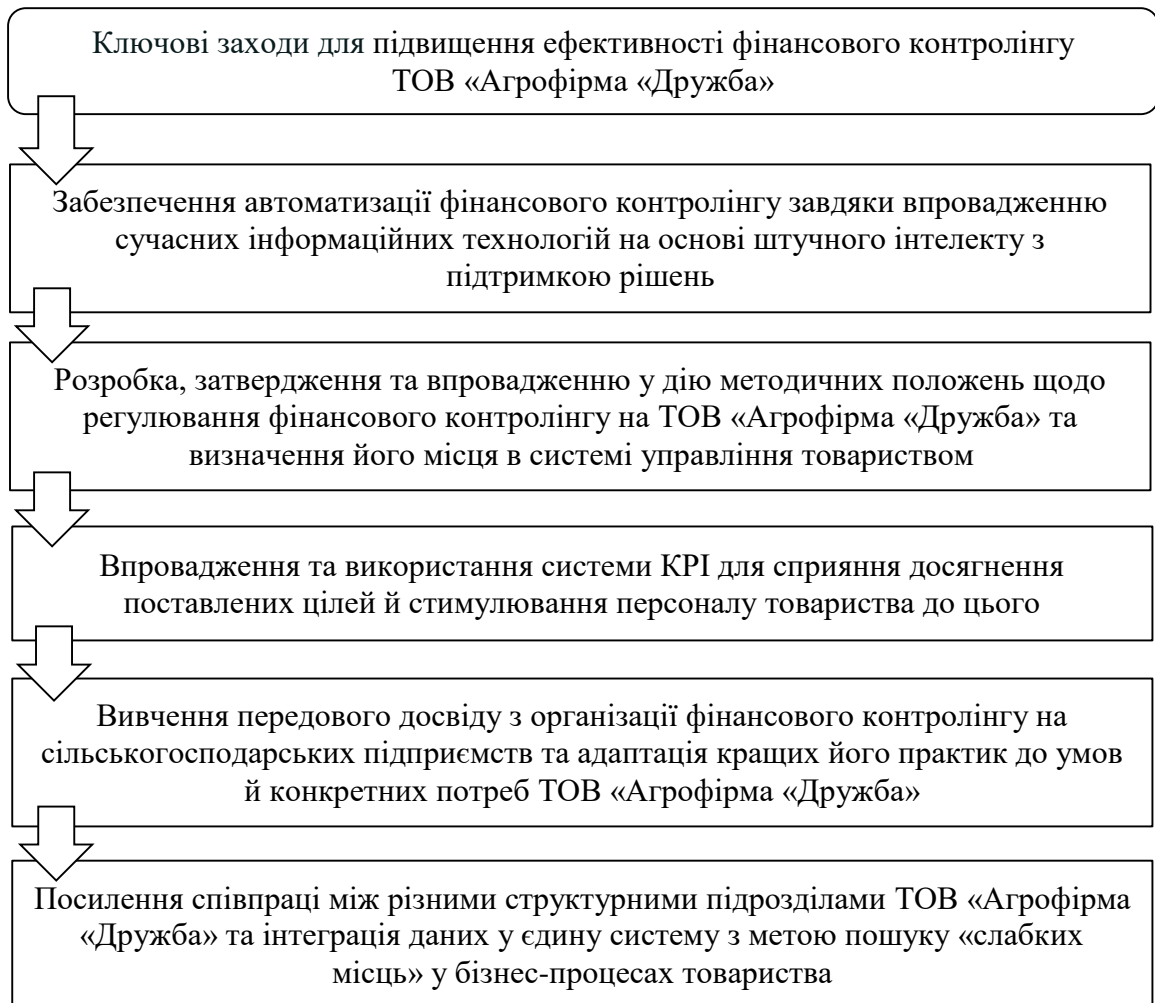 Ключові заходи для підвищення ефективності фінансового контролінгу
ТОВ «Агрофірма «Дружба»
Забезпечення автоматизації фінансового контролінгу завдяки впровадженню
сучасних інформаційних технологій на основі штучного інтелекту з
підтримкою рішень
Розробка, затвердження та впровадженню у дію методичних положень щодо
регулювання фінансового контролінгу на ТОВ «Агрофірма «Дружба» та
визначення його місця в системі управління товариством
Впровадження та використання системи KPI для сприяння досягнення
поставлених цілей й стимулювання персоналу товариства до цього
Вивчення передового досвіду з організації фінансового контролінгу на
сільськогосподарських підприємств та адаптація кращих його практик до умов
й конкретних потреб ТОВ «Агрофірма «Дружба»
Посилення співпраці між різними структурними підрозділами ТОВ «Агрофірма
«Дружба» та інтеграція даних у єдину систему з метою пошуку «слабких
місць» у бізнес-процесах товариства